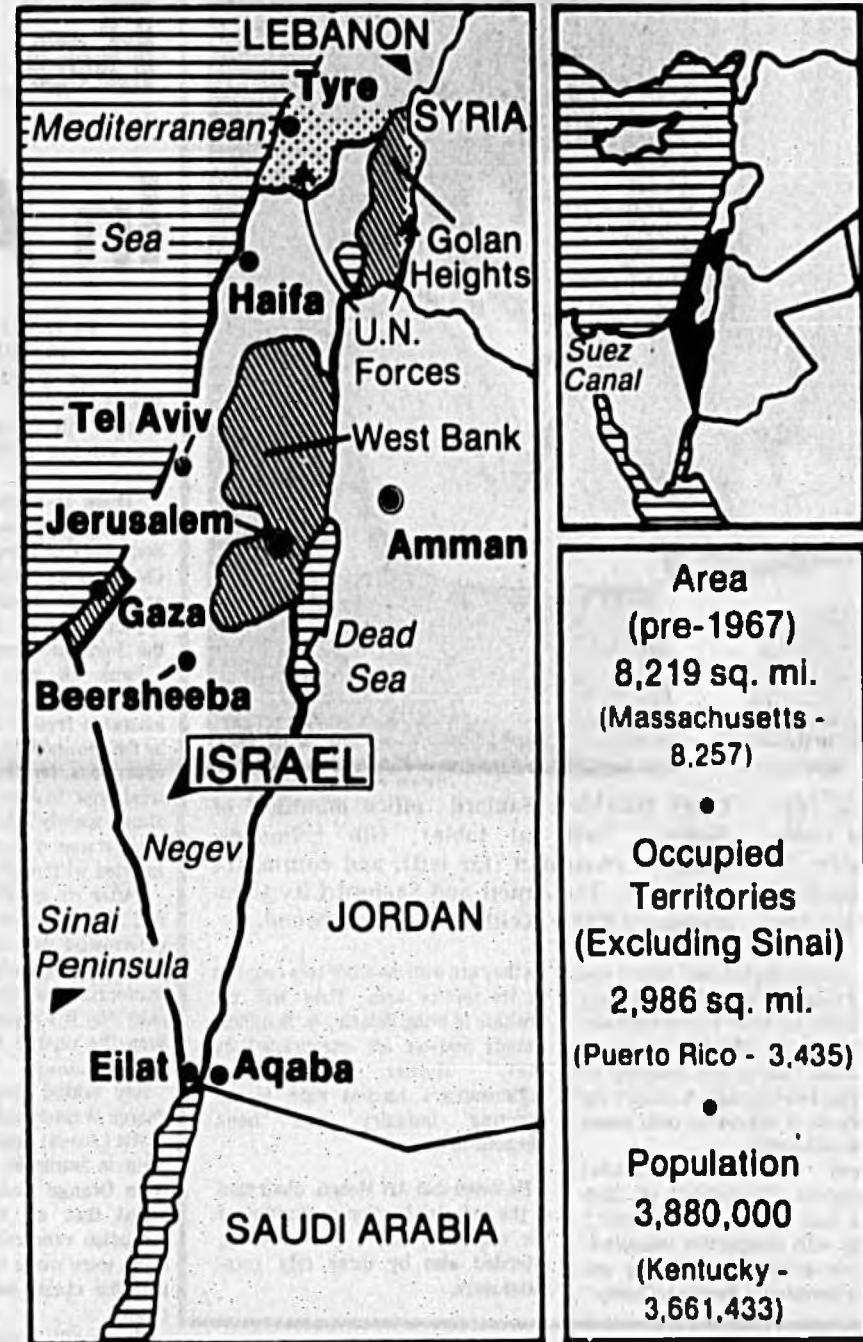 LEBANON
Tyre
Mediterranean
SYRIA
Sea
Golan
Heights
Haifa
U.N.
Forces
Tel Aviv
West Bank
Jerusalem
Amman
Gaza
Dead
Sea
Beersheeba
ISRAEL
Negev
Sinai
Peninsula
JORDAN
Eilat
Aqaba
SAUDI ARABIA
Suez
Canal
Area
(pre-1967)
8,219 sq. mi.
(Massachusetts -
8,257)
Occupied
Territories
(Excluding Sinai)
2,986 sq. mi.
(Puerto Rico - 3,435)
Population
3,880,000
(Kentucky -
3,661,433)